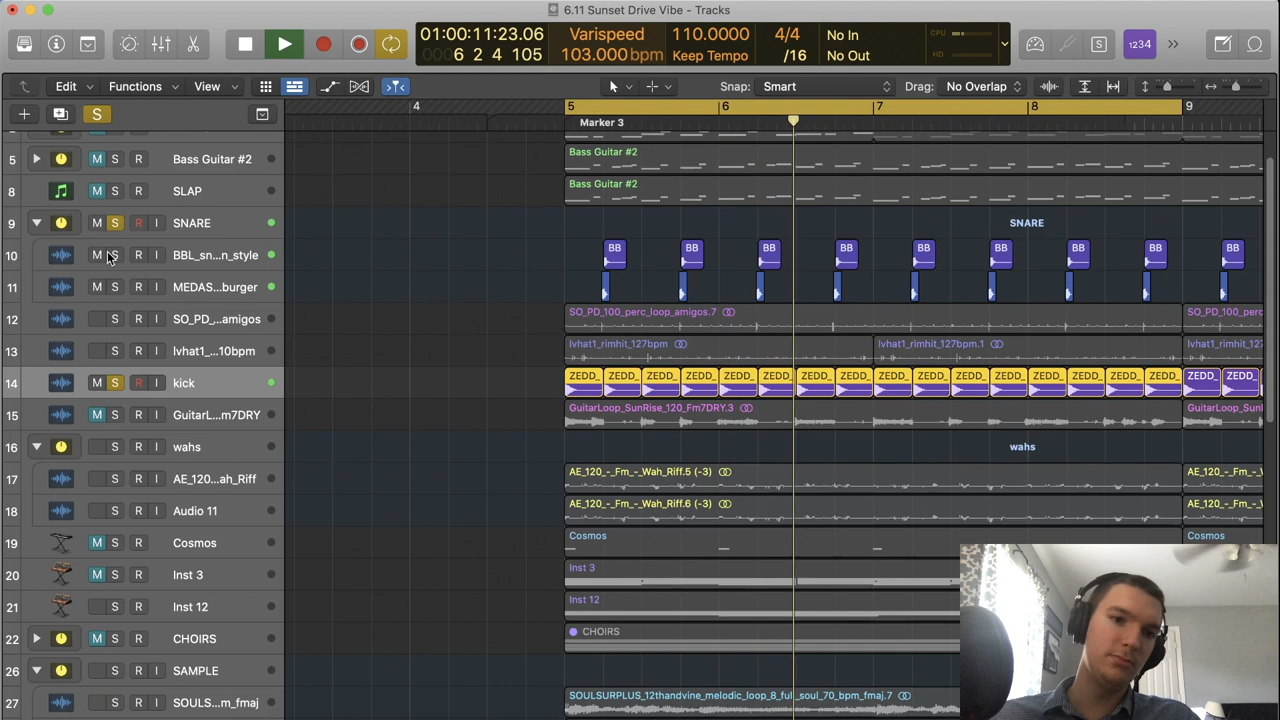 6.11 Sunset Drive Vibe - Tracks
01:00:11:23.06
0006 2 4 105
Varispeed
103.000bpm
110.0000
Keep Tempo
4/4
/16
No In
No Out
CPU
HD
1234
Edit
Functions
View
Snap:
Smart
Drag:
No Overlap
S
4
5
6
7
8
9
Marker 3
5 M S R Bass Guitar #2
Bass Guitar #2
8 M S R SLAP
Bass Guitar #2
9 M S R I SNARE
SNARE
10 M S R I BBL_sn...n_style
BB BB BB BB BB BB BB BB BB
11 M S R I MEDAS...burger
12 S R I SO_PD_...amigos
SO_PD_100_perc_loop_amigos.7
SO_PD_100_perc
13 S R I lvhat1_...10bpm
lvhat1_rimhit_127bpm
lvhat1_rimhit_127bpm.1
lvhat1_rimhit_127
14 M S R I kick
ZEDD_ ZEDD_ ZEDD_ ZEDD_ ZEDD_ ZEDD_ ZEDD_ ZEDD_ ZEDD_ ZEDD_ ZEDD_ ZEDD_ ZEDD_ ZEDD_ ZEDD_ ZEDD_ ZEDD_ ZEDD_
15 M S R I GuitarL...m7DRY
GuitarLoop_SunRise_120_Fm7DRY.3
GuitarLoop_SunI
16 M S R I wahs
wahs
17 M S R I AE_120...ah_Riff
AE_120_-_Fm_-_Wah_Riff.5 (-3)
AE_120_-_Fm_-_W
18 M S R I Audio 11
AE_120_-_Fm_-_Wah_Riff.6 (-3)
AE_120_-_Fm_-_W
19 M S R Cosmos
Cosmos
Cosmos
20 M S R Inst 3
Inst 3
21 S R Inst 12
Inst 12
22 M S R CHOIRS
CHOIRS
26 M S R SAMPLE
27 M S R I SOULS...m_fmaj
SOULSURPLUS_12thandvine_melodic_loop_8_full_soul_70_bpm_fmaj.7